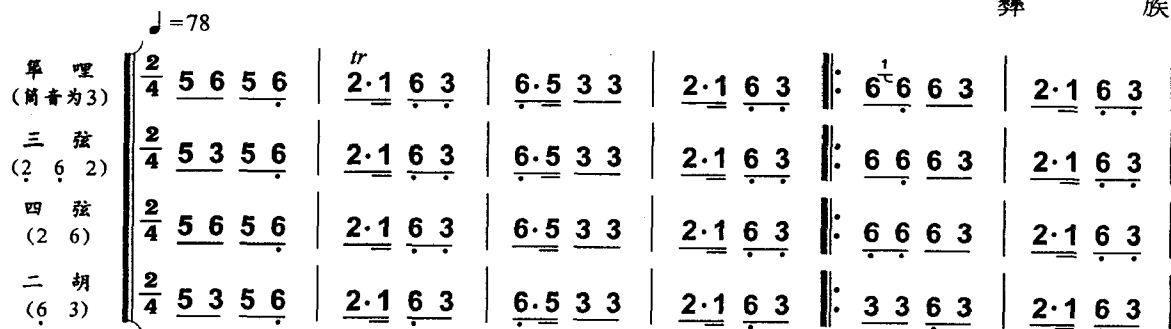 彝 族
♩=78
筚 哩 2/4 5 6 5 6 | tr 2·1 6 3 | 6·5 3 3 | 2·1 6 3 ‖: 1 6 6 6 3 | 2·1 6 3
(筒音为3)
三 弦 2/4 5 3 5 6 | 2·1 6 3 | 6·5 3 3 | 2·1 6 3 ‖: 6 6 6 3 | 2·1 6 3
(2 6 2)
四 弦 2/4 5 6 5 6 | 2·1 6 3 | 6·5 3 3 | 2·1 6 3 ‖: 6 6 6 3 | 2·1 6 3
(2 6)
二 胡 2/4 5 3 5 6 | 2·1 6 3 | 6·5 3 3 | 2·1 6 3 ‖: 3 3 6 3 | 2·1 6 3
(6 3)